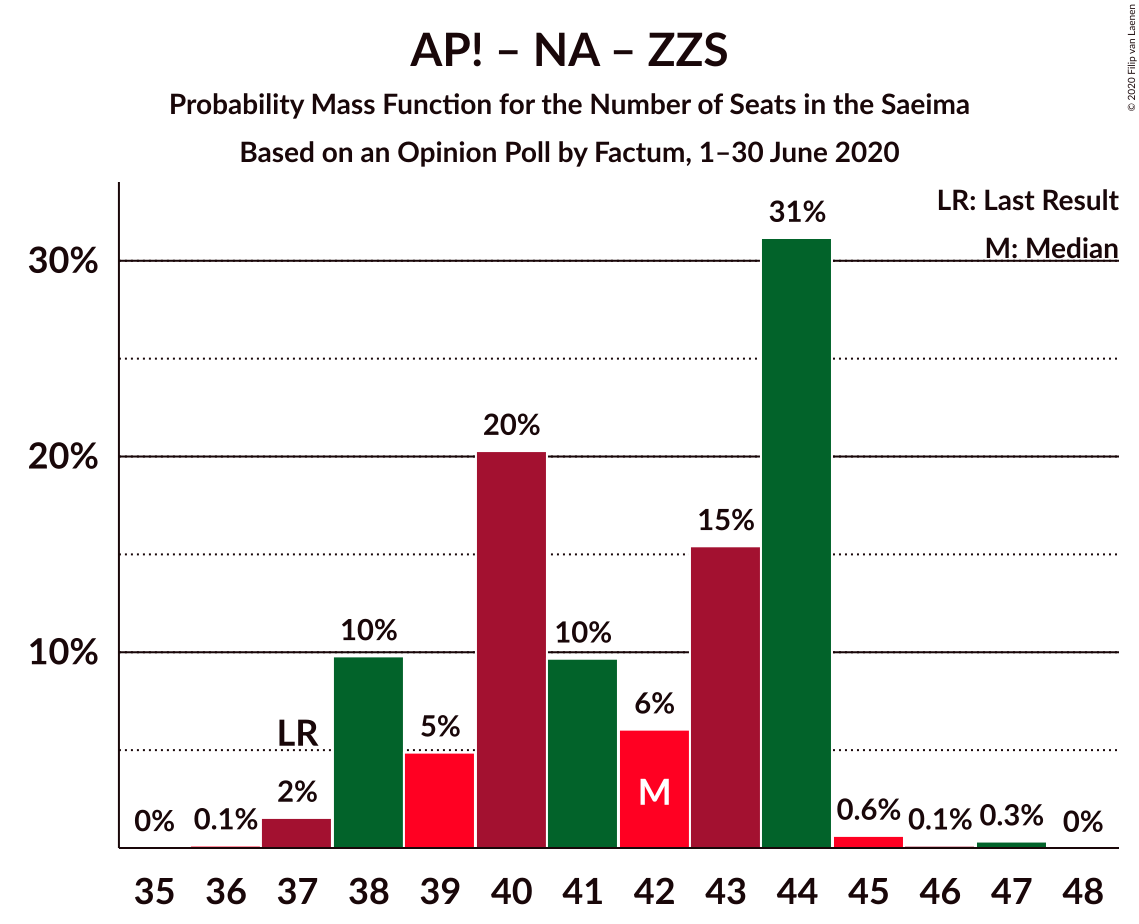 AP! – NA – ZZS
Probability Mass Function for the Number of Seats in the Saeima
Based on an Opinion Poll by Factum, 1–30 June 2020
© 2020 Filip van Laenen
LR: Last Result
M: Median
30%
20%
10%
0%
0.1%
2%
LR
10%
5%
20%
10%
6%
M
15%
31%
0.6%
0.1%
0.3%
0%
35 36 37 38 39 40 41 42 43 44 45 46 47 48